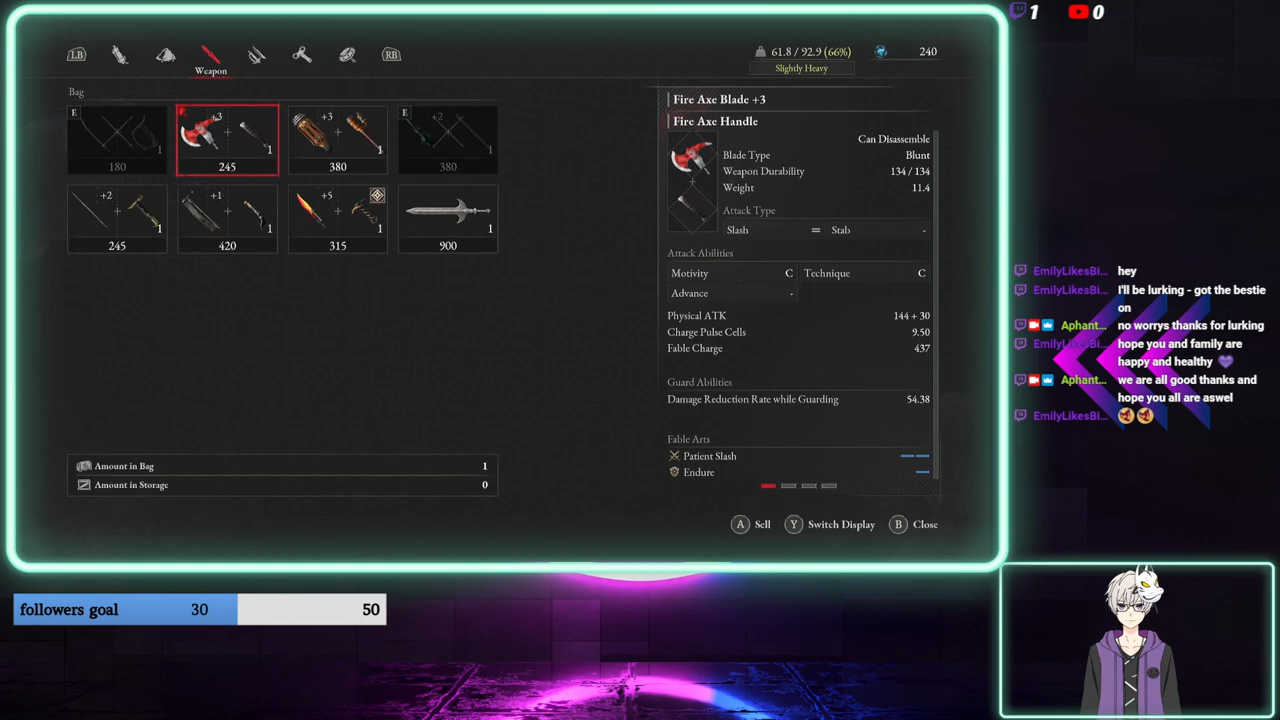 LB
RB
Weapon
61.8 / 92.9 (66%)
240
Slightly Heavy
Bag
E
1
180
+3
1
245
+3
1
380
E
+2
1
380
+2
1
245
+1
1
420
+5
1
315
1
900
Amount in Bag 1
Amount in Storage 0
Fire Axe Blade +3
Fire Axe Handle
Can Disassemble
Blade Type Blunt
Weapon Durability 134 / 134
Weight 11.4
Attack Type
Slash = Stab -
Attack Abilities
Motivity C Technique C
Advance -
Physical ATK 144 + 30
Charge Pulse Cells 9.50
Fable Charge 437
Guard Abilities
Damage Reduction Rate while Guarding 54.38
Fable Arts
Patient Slash
Endure
A Sell Y Switch Display B Close
1 0
EmilyLikesBi... hey
EmilyLikesBi... I'll be lurking - got the bestie
on
Aphant... no worrys thanks for lurking
EmilyLikesBi... hope you and family are
happy and healthy
Aphant... we are all good thanks and
hope you all are aswel
EmilyLikesBi...
followers goal 30 50